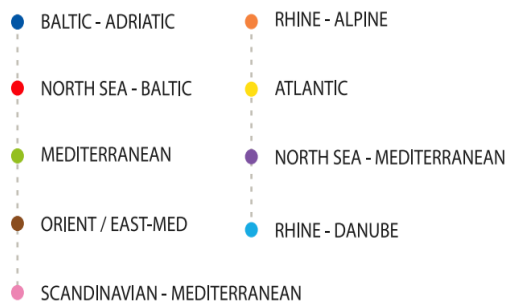 BALTIC - ADRIATIC
NORTH SEA - BALTIC
MEDITERRANEAN
ORIENT / EAST-MED
SCANDINAVIAN - MEDITERRANEAN
RHINE - ALPINE
ATLANTIC
NORTH SEA - MEDITERRANEAN
RHINE - DANUBE